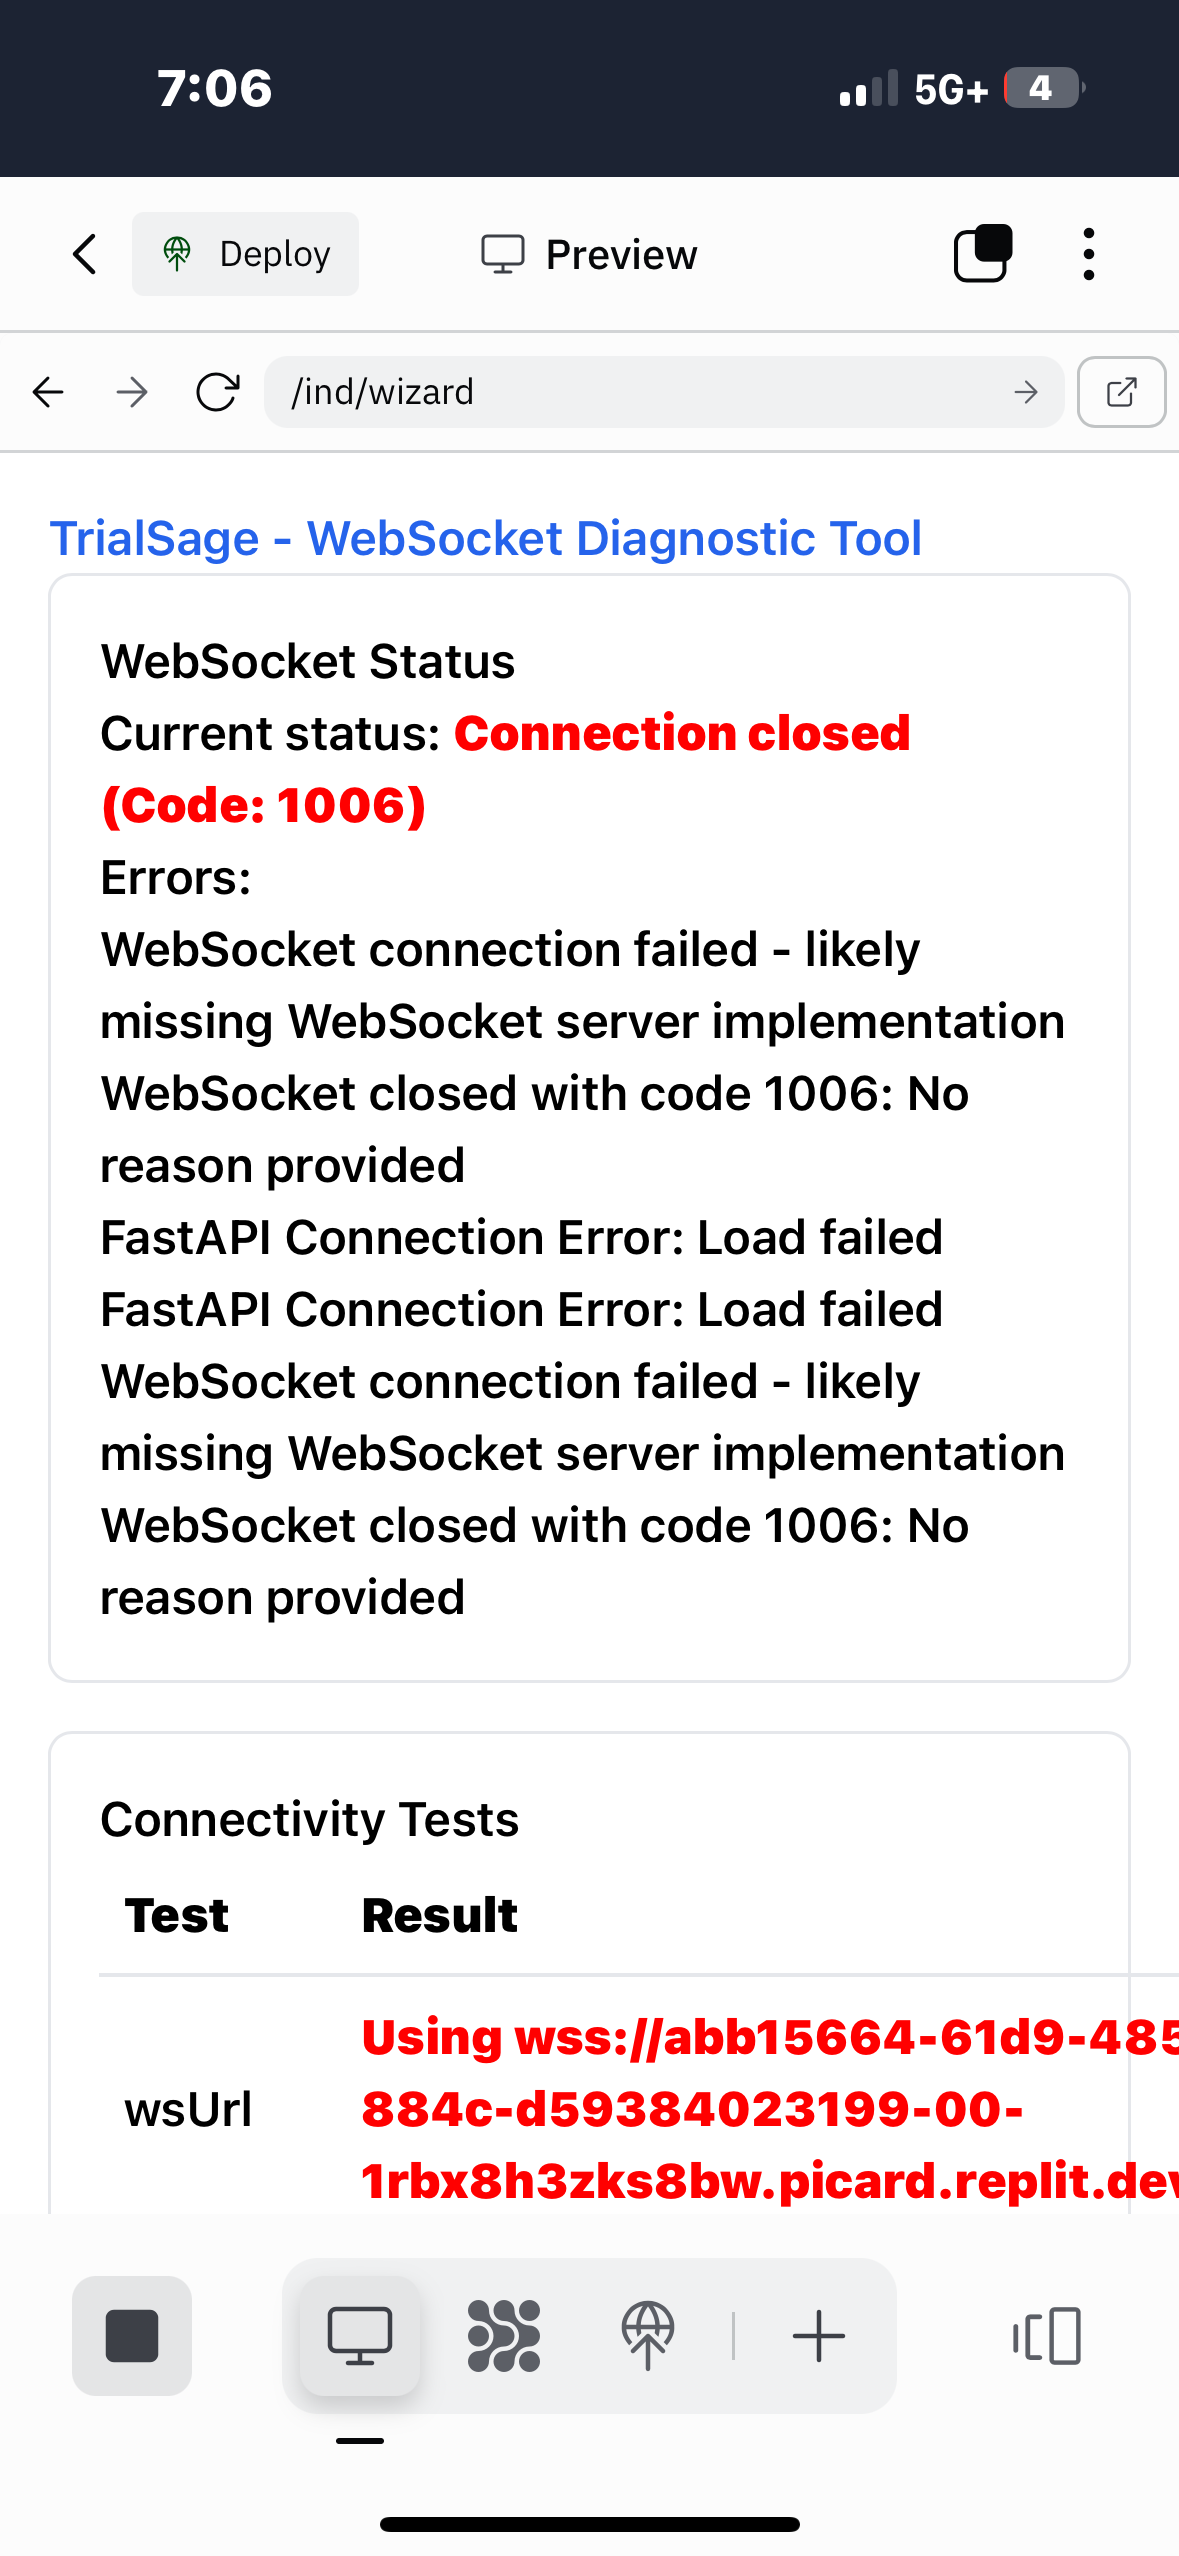 7:06
5G+
4
Deploy
Preview
/ind/wizard
TrialSage - WebSocket Diagnostic Tool
WebSocket Status
Current status: Connection closed
(Code: 1006)
Errors:
WebSocket connection failed - likely
missing WebSocket server implementation
WebSocket closed with code 1006: No
reason provided
FastAPI Connection Error: Load failed
FastAPI Connection Error: Load failed
WebSocket connection failed - likely
missing WebSocket server implementation
WebSocket closed with code 1006: No
reason provided
Connectivity Tests
Test Result
Using wss://abb15664-61d9-485
wsUrl
884c-d59384023199-00-
1rbx8h3zks8bw.picard.replit.dev